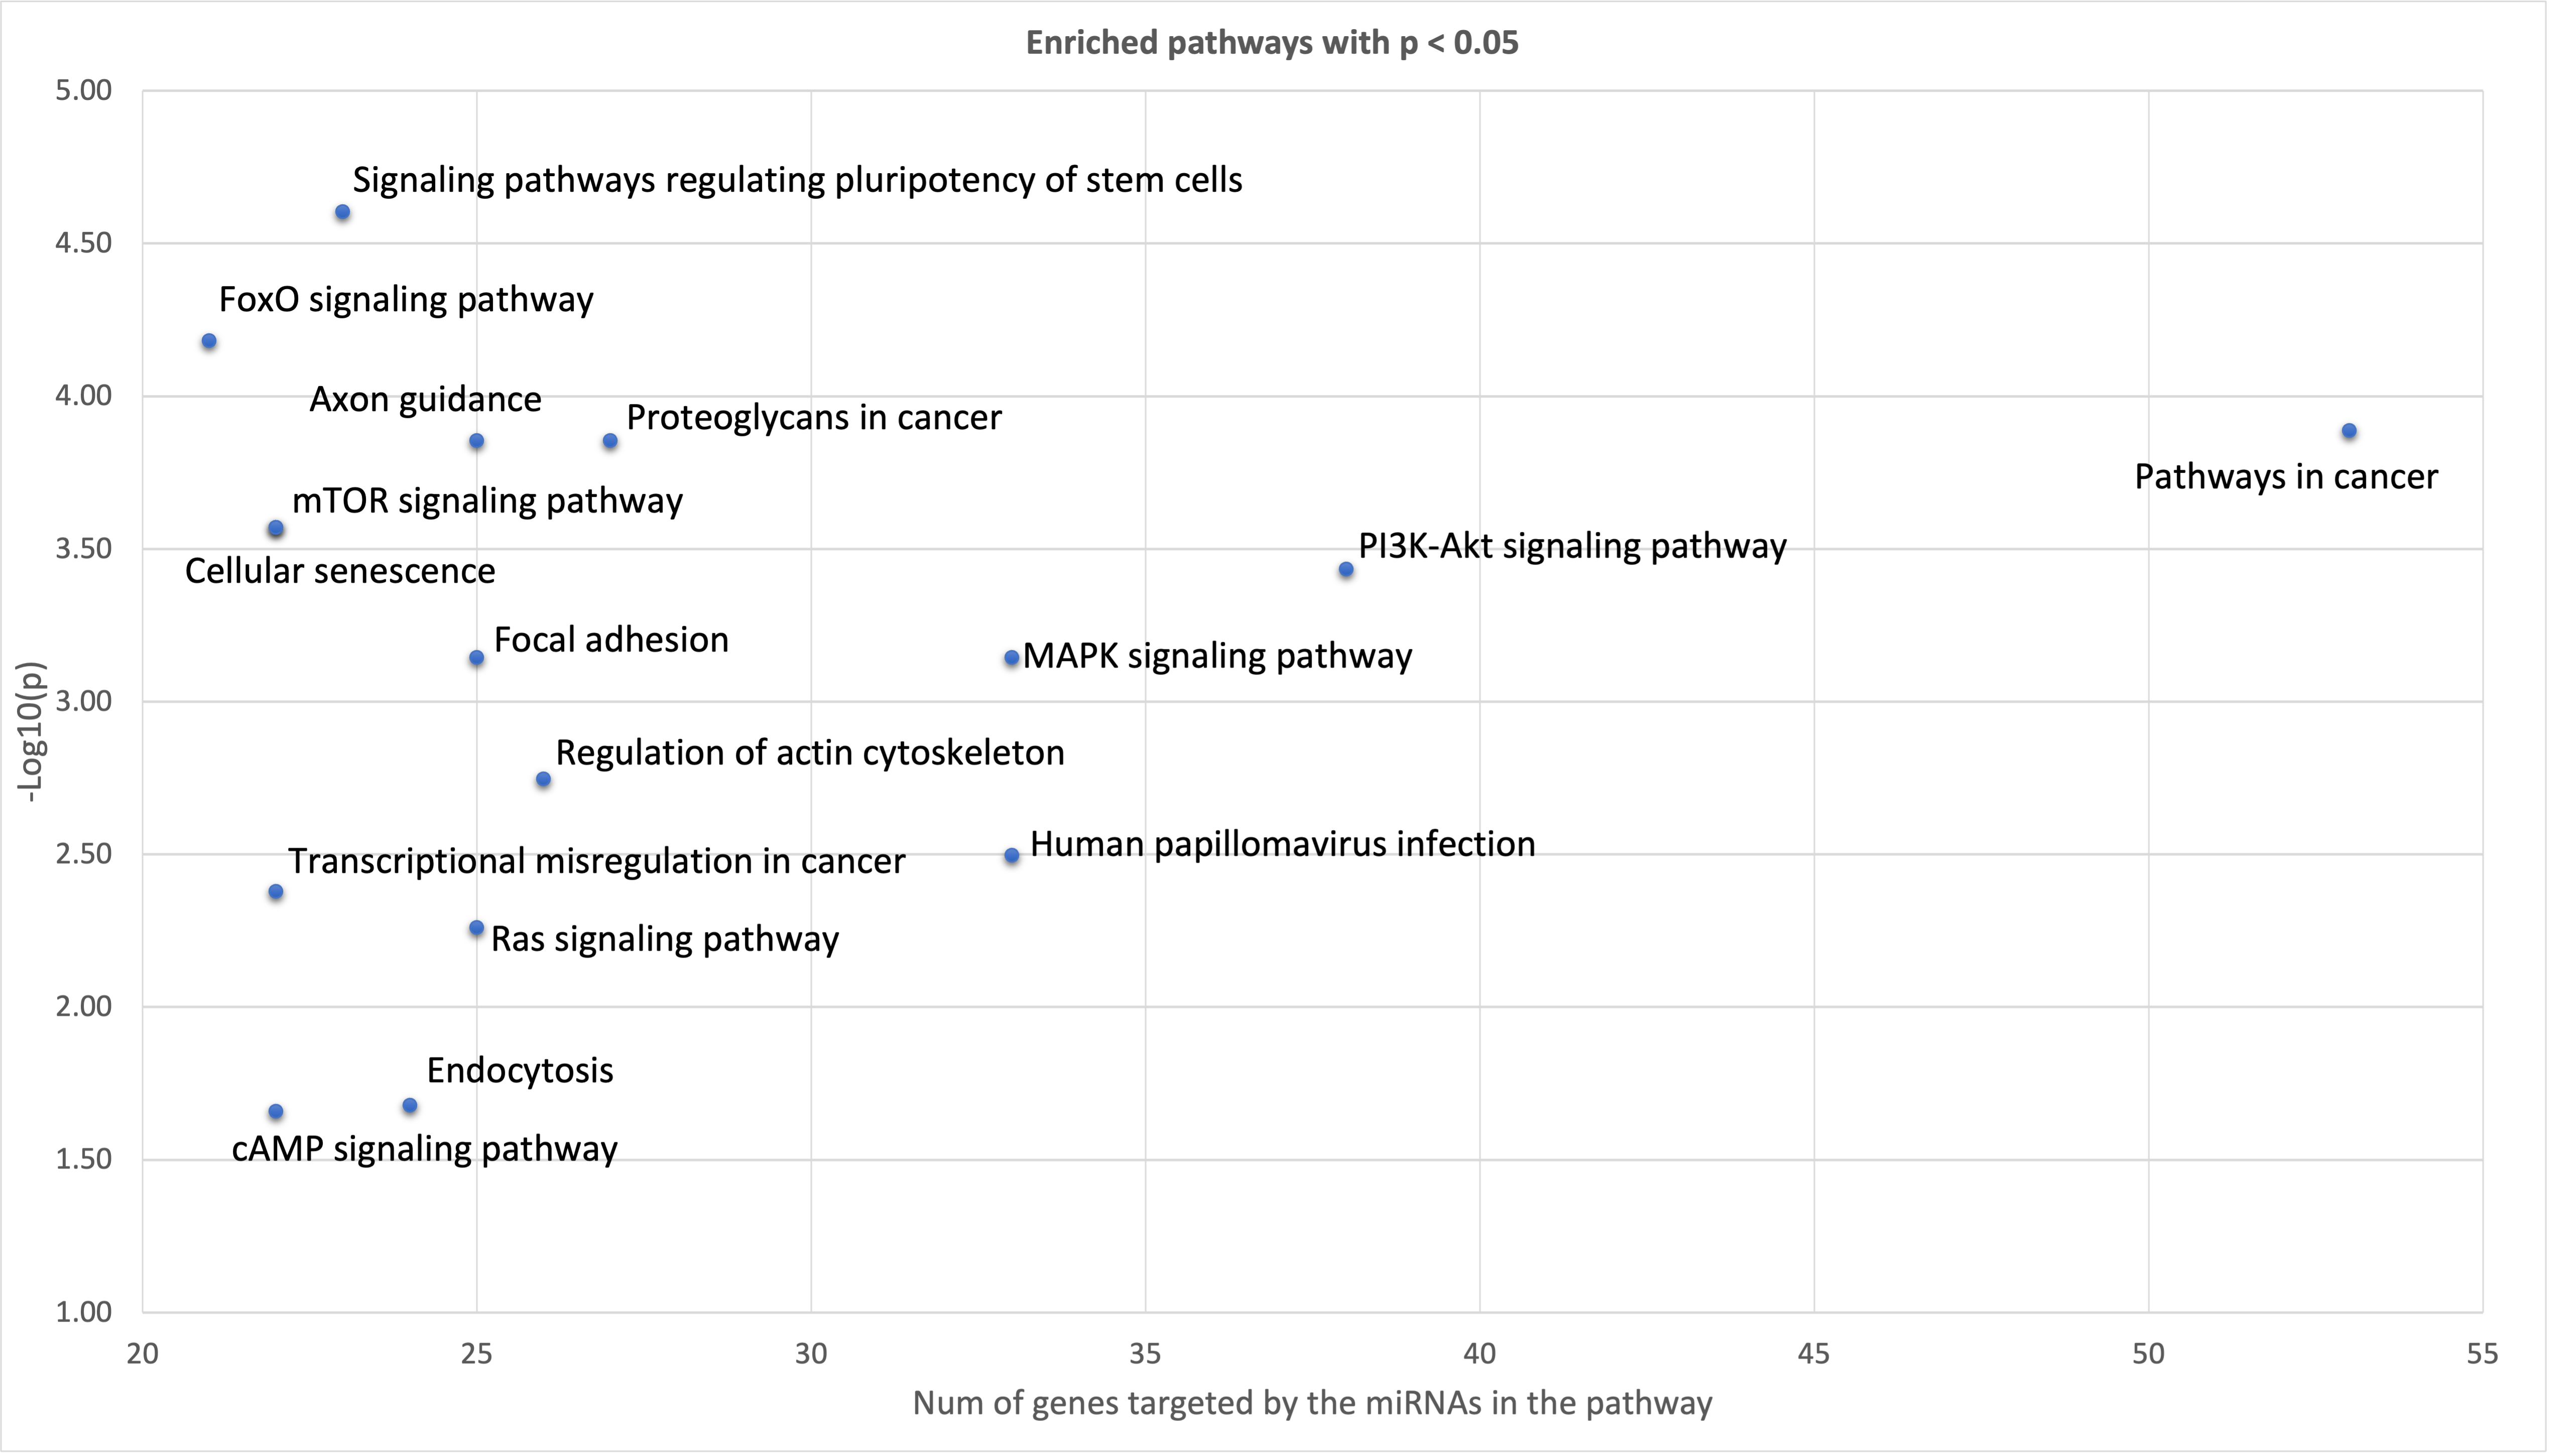 Enriched pathways with p < 0.05
5.00
Signaling pathways regulating pluripotency of stem cells
4.50
FoxO signaling pathway
4.00
Axon guidance
Proteoglycans in cancer
Pathways in cancer
mTOR signaling pathway
3.50
PI3K-Akt signaling pathway
Cellular senescence
Focal adhesion
MAPK signaling pathway
3.00
-Log10(p)
Regulation of actin cytoskeleton
2.50
Human papillomavirus infection
Transcriptional misregulation in cancer
Ras signaling pathway
2.00
Endocytosis
cAMP signaling pathway
1.50
1.00
20 25 30 35 40 45 50 55
Num of genes targeted by the miRNAs in the pathway